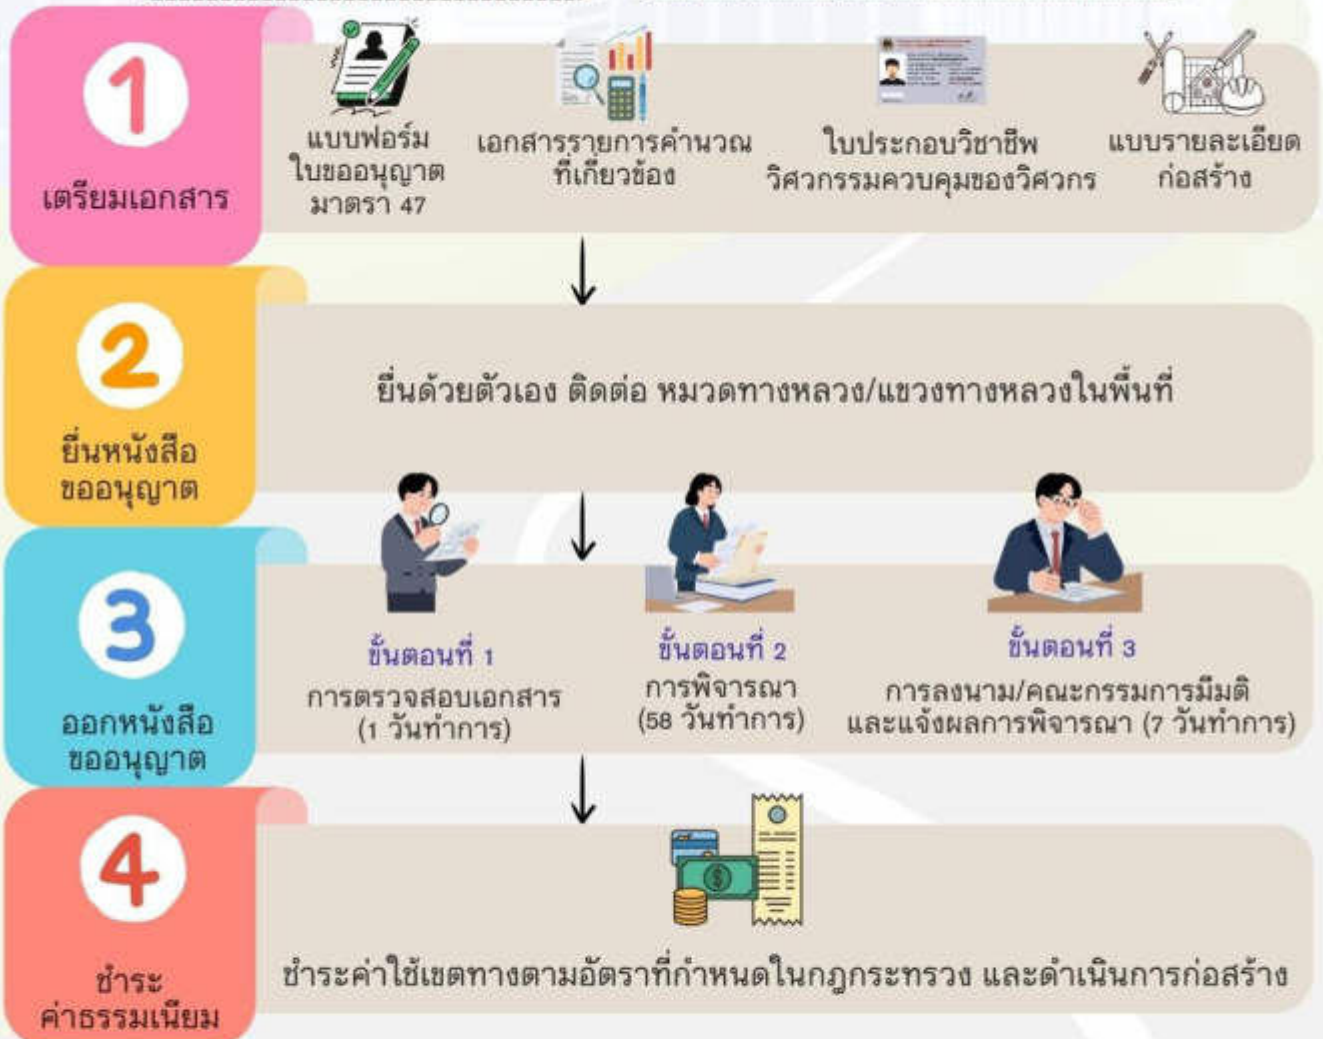 1
เตรียมเอกสาร
แบบฟอร์ม
ใบขออนุญาต
มาตรา 47
เอกสารรายการคำนวณ
ที่เกี่ยวข้อง
ใบประกอบวิชาชีพ
วิศวกรรมควบคุมของวิศวกร
แบบรายละเอียด
ก่อสร้าง
2
ยื่นหนังสือ
ขออนุญาต
ยื่นด้วยตัวเอง ติดต่อ หมวดทางหลวง/แขวงทางหลวงในพื้นที่
3
ออกหนังสือ
ขออนุญาต
ขั้นตอนที่ 1
การตรวจสอบเอกสาร
(1 วันทำการ)
ขั้นตอนที่ 2
การพิจารณา
(58 วันทำการ)
ขั้นตอนที่ 3
การลงนาม/คณะกรรมการมีมติ
และแจ้งผลการพิจารณา (7 วันทำการ)
4
ชำระ
ค่าธรรมเนียม
ชำระค่าใช้เขตทางตามอัตราที่กำหนดในกฎกระทรวง และดำเนินการก่อสร้าง